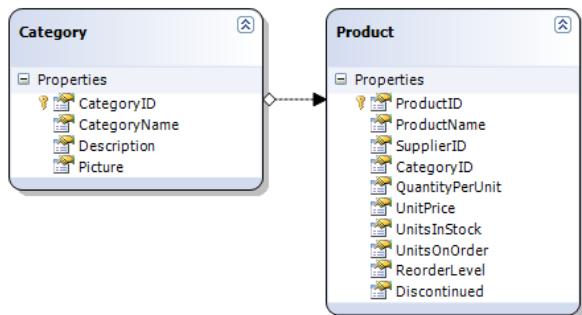 Category
Properties
CategoryID
CategoryName
Description
Picture
Product
Properties
ProductID
ProductName
SupplierID
CategoryID
QuantityPerUnit
UnitPrice
UnitsInStock
UnitsOnOrder
ReorderLevel
Discontinued